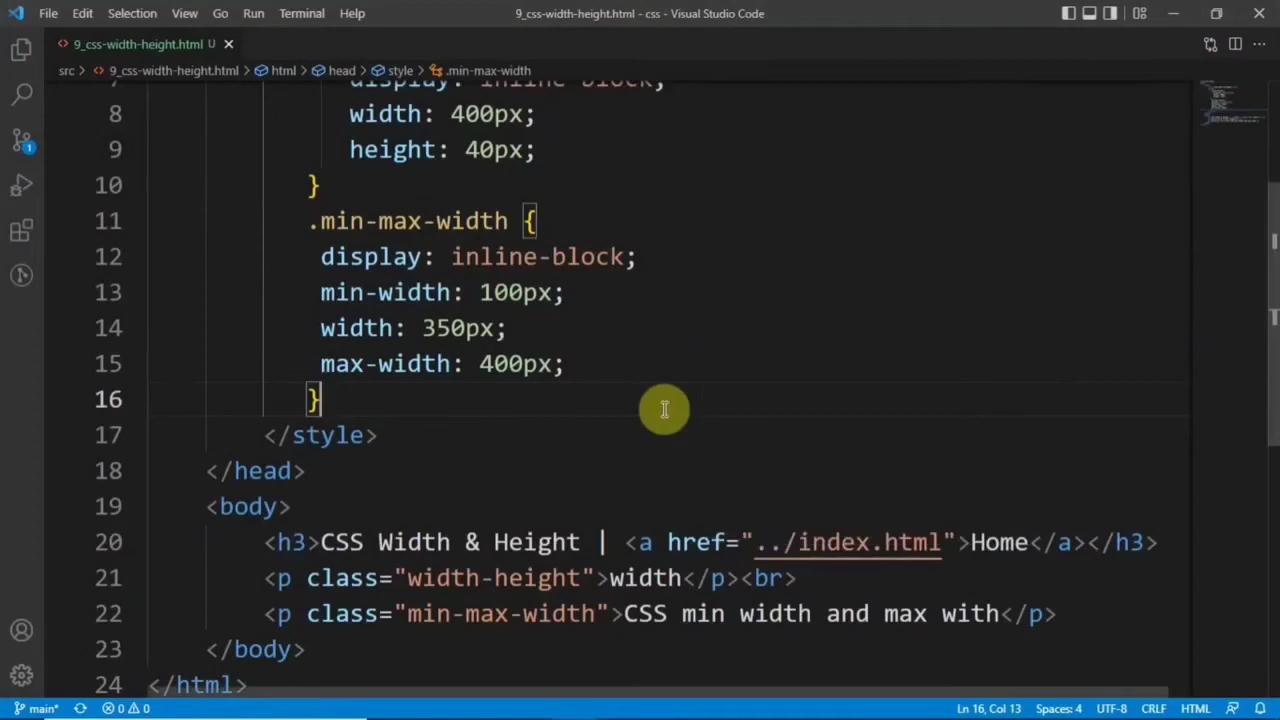 File Edit Selection View Go Run Terminal Help 9_css-width-height.html - css - Visual Studio Code
9_css-width-height.html U
src > 9_css-width-height.html > html > head > style > .min-max-width
7 display: inline-block;
8 width: 400px;
9 height: 40px;
10 }
11 .min-max-width {
12 display: inline-block;
13 min-width: 100px;
14 width: 350px;
15 max-width: 400px;
16 }
17 </style>
18 </head>
19 <body>
20 <h3>CSS Width & Height | <a href="../index.html">Home</a></h3>
21 <p class="width-height">width</p><br>
22 <p class="min-max-width">CSS min width and max with</p>
23 </body>
24 </html>
1
main* 0 0 Ln 16, Col 13 Spaces: 4 UTF-8 CRLF HTML